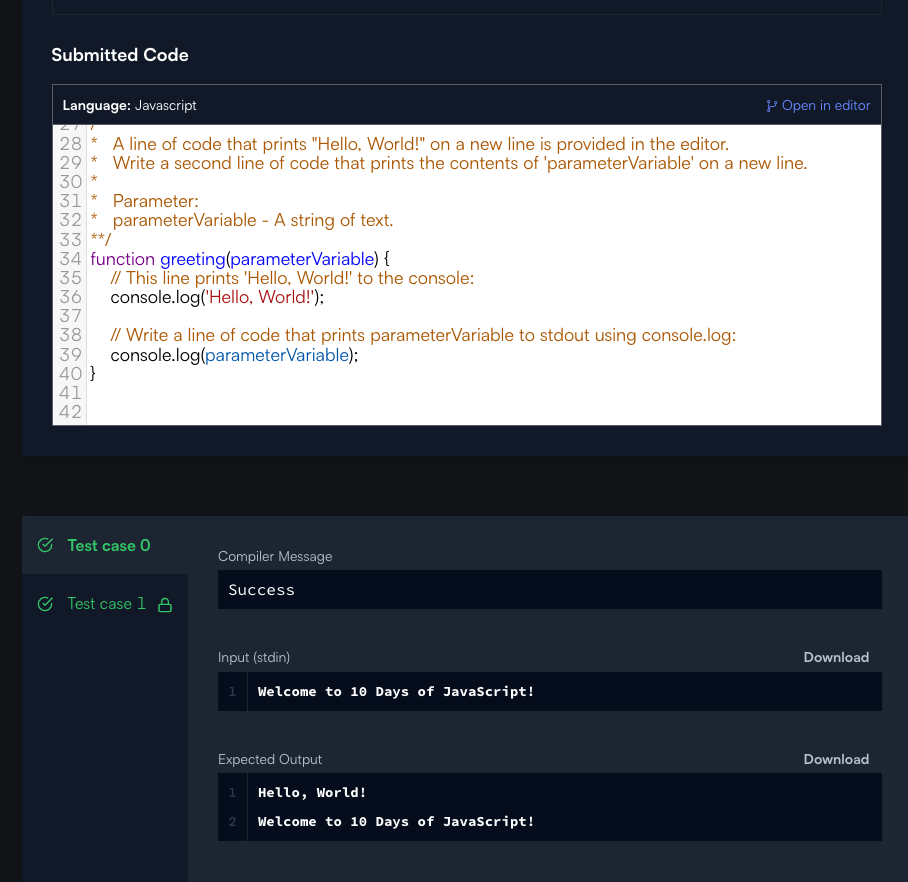 Submitted Code
Language: Javascript
Open in editor
27 /
28 * A line of code that prints "Hello, World!" on a new line is provided in the editor.
29 * Write a second line of code that prints the contents of 'parameterVariable' on a new line.
30 *
31 * Parameter:
32 * parameterVariable - A string of text.
33 **/
34 function greeting(parameterVariable) {
35 // This line prints 'Hello, World!' to the console:
36 console.log('Hello, World!');
37
38 // Write a line of code that prints parameterVariable to stdout using console.log:
39 console.log(parameterVariable);
40 }
41
42
Test case 0
Test case 1
Compiler Message
Success
Input (stdin)
Download
1 Welcome to 10 Days of JavaScript!
Expected Output
Download
1 Hello, World!
2 Welcome to 10 Days of JavaScript!